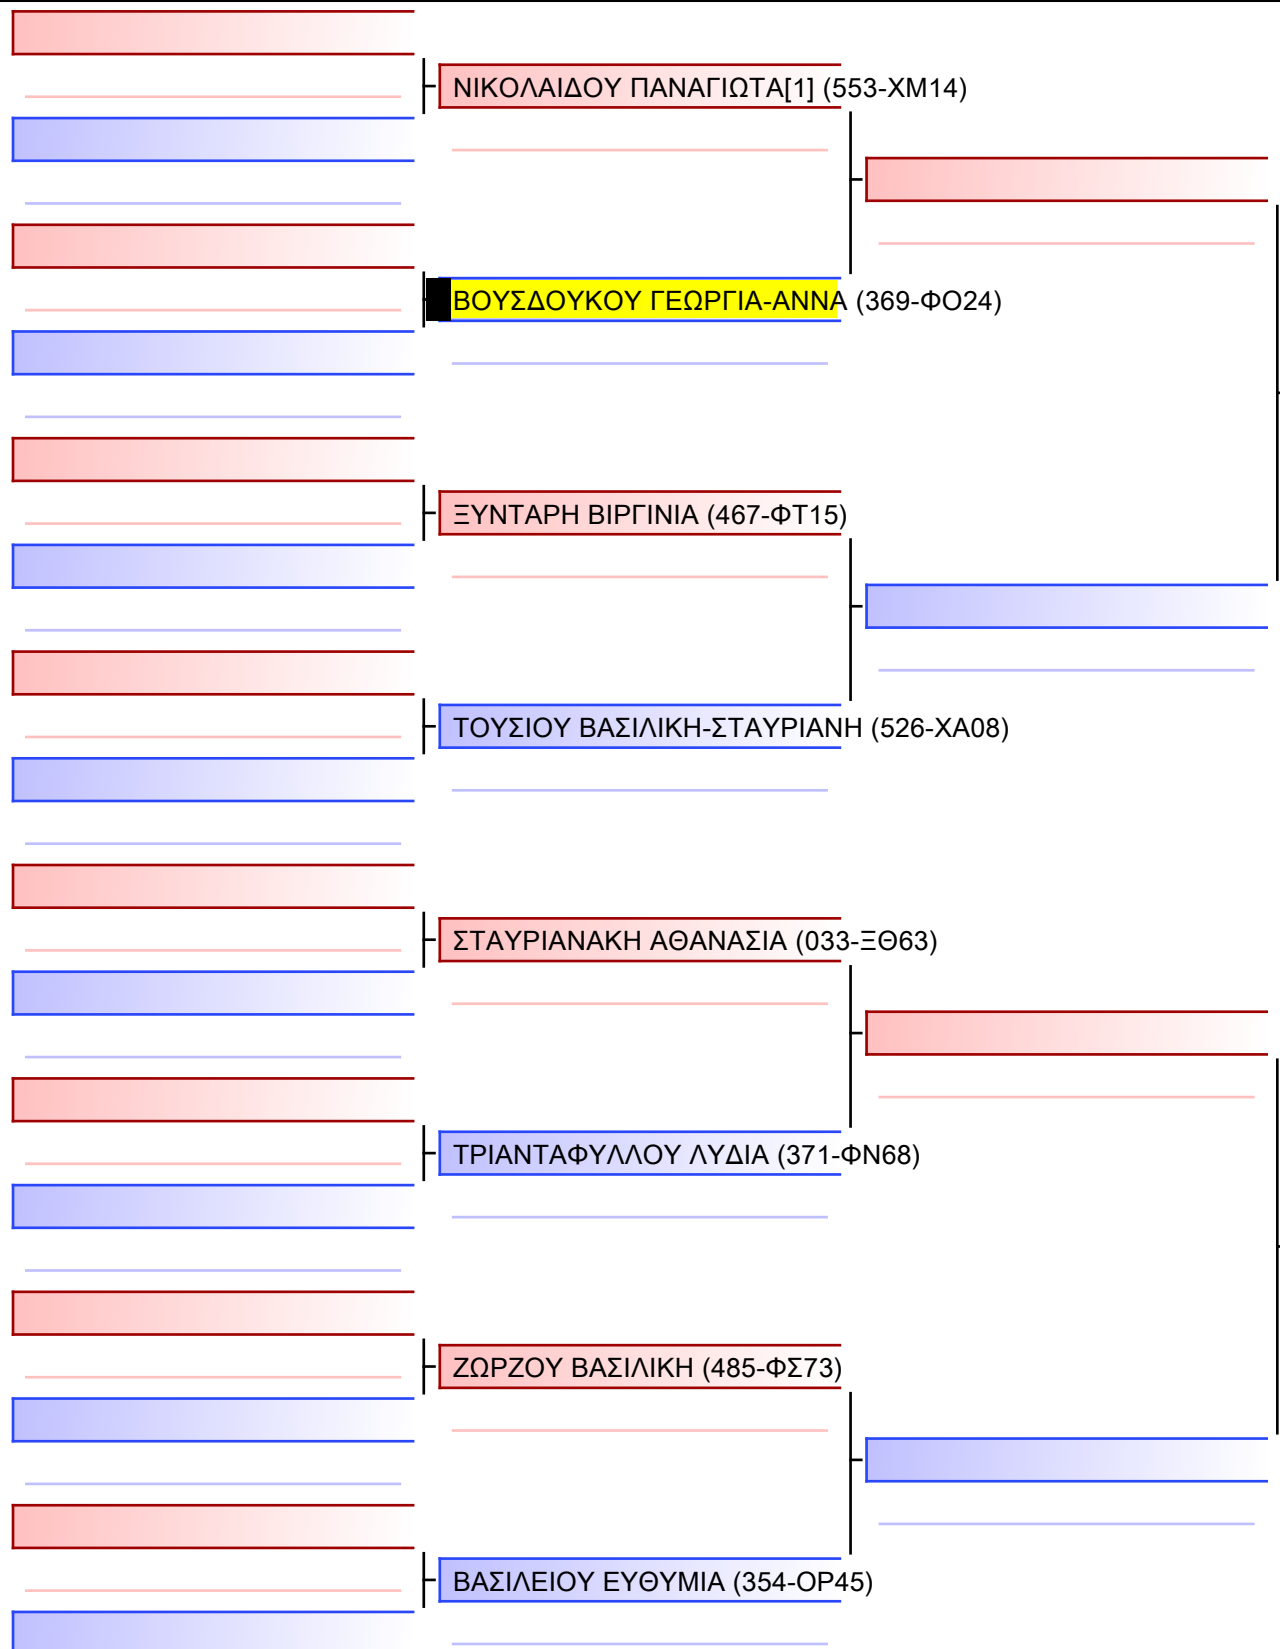 ΝΙΚΟΛΑΙΔΟΥ ΠΑΝΑΓΙΩΤΑ[1] (553-ΧΜ14)
ΒΟΥΣΔΟΥΚΟΥ ΓΕΩΡΓΙΑ-ΑΝΝΑ (369-ΦΟ24)
ΞΥΝΤΑΡΗ ΒΙΡΓΙΝΙΑ (467-ΦΤ15)
ΤΟΥΣΙΟΥ ΒΑΣΙΛΙΚΗ-ΣΤΑΥΡΙΑΝΗ (526-ΧΑ08)
ΣΤΑΥΡΙΑΝΑΚΗ ΑΘΑΝΑΣΙΑ (033-ΞΘ63)
ΤΡΙΑΝΤΑΦΥΛΛΟΥ ΛΥΔΙΑ (371-ΦΝ68)
ΖΩΡΖΟΥ ΒΑΣΙΛΙΚΗ (485-ΦΣ73)
ΒΑΣΙΛΕΙΟΥ ΕΥΘΥΜΙΑ (354-ΟΡ45)